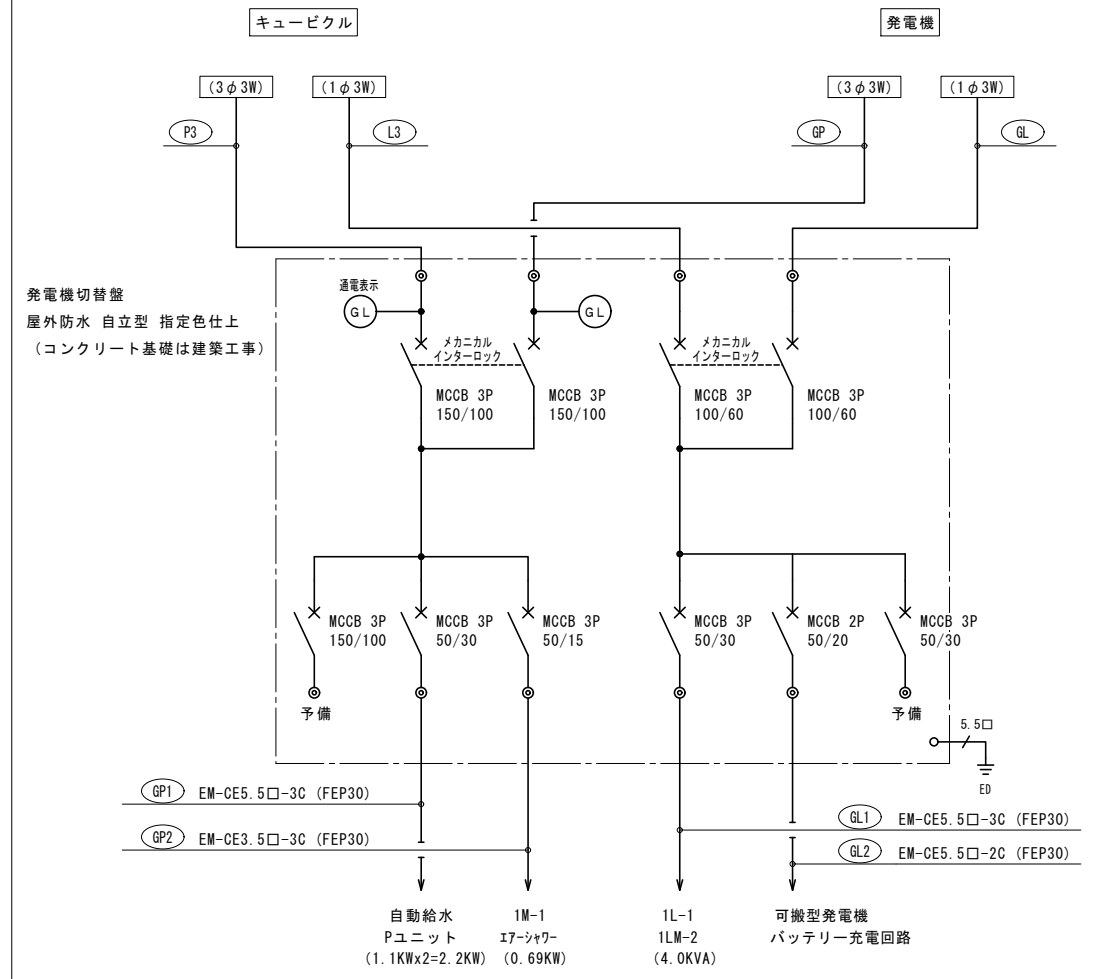 キュービクル
発電機
(3φ3W)
(1φ3W)
(3φ3W)
(1φ3W)
P3
L3
GP
GL
発電機切替盤
屋外防水 自立型 指定色仕上
(コンクリート基礎は建築工事)
通電表示
GL
GL
メカニカル
インターロック
メカニカル
インターロック
MCCB 3P
150/100
MCCB 3P
150/100
MCCB 3P
100/60
MCCB 3P
100/60
MCCB 3P
150/100
MCCB 3P
50/30
MCCB 3P
50/15
MCCB 3P
50/30
MCCB 2P
50/20
MCCB 3P
50/30
予備
予備
5.5□
ED
GP1 EM-CE5.5□-3C (FEP30)
GP2 EM-CE3.5□-3C (FEP30)
GL1 EM-CE5.5□-3C (FEP30)
GL2 EM-CE5.5□-2C (FEP30)
自動給水
Pユニット
(1.1KWx2=2.2KW)
1M-1
エアーシャワー
(0.69KW)
1L-1
1LM-2
(4.0KVA)
可搬型発電機
バッテリー充電回路